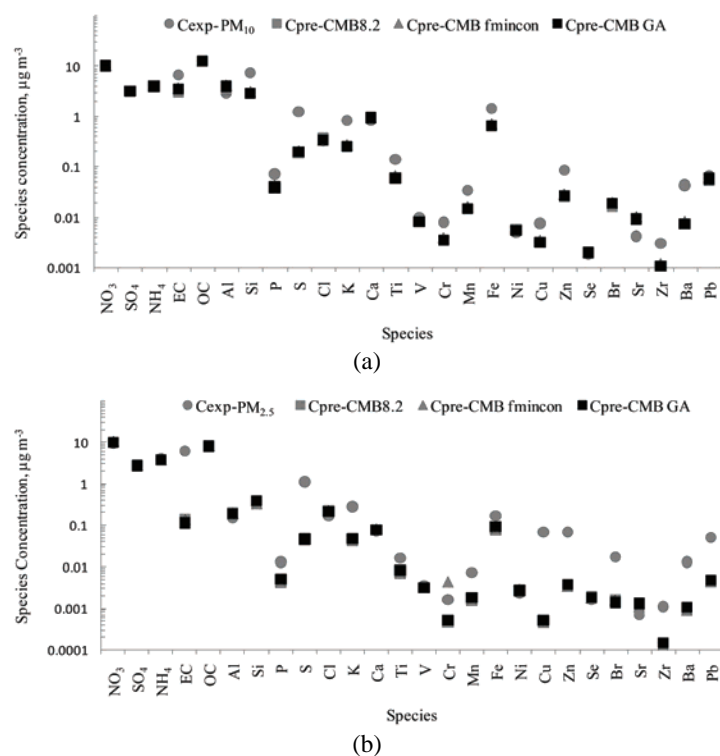 Cexp-PM10 Cpre-CMB8.2 Cpre-CMB fmincon Cpre-CMB GA
Species concentration, µg m-3
10
1
0.1
0.01
0.001
NO3 SO4 NH4 EC OC Al Si P S Cl K Ca Ti V Cr Mn Fe Ni Cu Zn Se Br Sr Zr Ba Pb
Species
(a)
Cexp-PM2.5 Cpre-CMB8.2 Cpre-CMB fmincon Cpre-CMB GA
Species Concentration, µg m-3
10
1
0.1
0.01
0.001
0.0001
NO3 SO4 NH4 EC OC Al Si P S Cl K Ca Ti V Cr Mn Fe Ni Cu Zn Se Br Sr Zr Ba Pb
Species
(b)